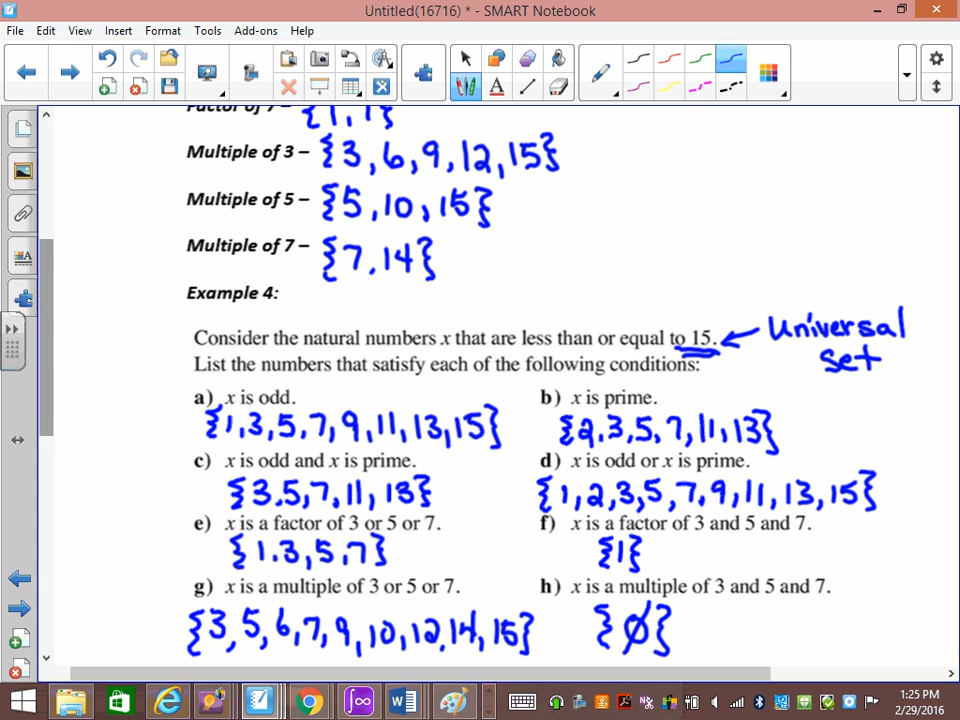 Untitled(16716) * - SMART Notebook
File Edit View Insert Format Tools Add-ons Help
Factor of 7 – {1, 7}
Multiple of 3 – {3, 6, 9, 12, 15}
Multiple of 5 – {5, 10, 15}
Multiple of 7 – {7, 14}
Example 4:
Consider the natural numbers x that are less than or equal to 15. ← Universal set
List the numbers that satisfy each of the following conditions:
a) x is odd. b) x is prime.
{1, 3, 5, 7, 9, 11, 13, 15} {2, 3, 5, 7, 11, 13}
c) x is odd and x is prime. d) x is odd or x is prime.
{3, 5, 7, 11, 13} {1, 2, 3, 5, 7, 9, 11, 13, 15}
e) x is a factor of 3 or 5 or 7. f) x is a factor of 3 and 5 and 7.
{1, 3, 5, 7} {1}
g) x is a multiple of 3 or 5 or 7. h) x is a multiple of 3 and 5 and 7.
{3, 5, 6, 7, 9, 10, 12, 14, 15} {Ø}
1:25 PM
2/29/2016